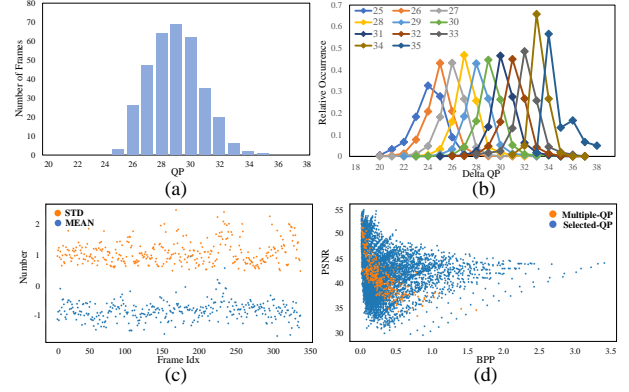 80
70
60
50
40
30
20
10
0
Number of Frames
20 22 24 26 28 30 32 34 36 38
QP
(a)
25 26 27
28 29 30
31 32 33
34 35
0.7
0.6
0.5
0.4
0.3
0.2
0.1
0
Relative Occurrence
18 20 22 24 26 28 30 32 34 36 38
Delta QP
(b)
STD
MEAN
2
1
0
-1
Number
0 50 100 150 200 250 300 350
Frame Idx
(c)
Multiple-QP
Selected-QP
55
50
45
40
35
30
PSNR
0.0 0.5 1.0 1.5 2.0 2.5 3.0 3.5
BPP
(d)